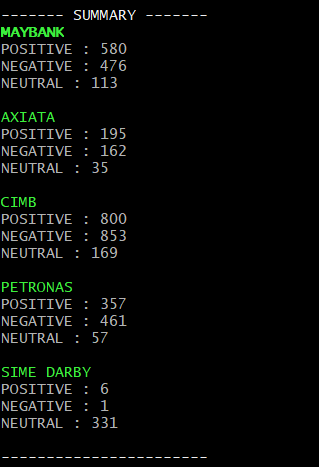 ------- SUMMARY -------
MAYBANK
POSITIVE : 580
NEGATIVE : 476
NEUTRAL : 113
AXIATA
POSITIVE : 195
NEGATIVE : 162
NEUTRAL : 35
CIMB
POSITIVE : 800
NEGATIVE : 853
NEUTRAL : 169
PETRONAS
POSITIVE : 357
NEGATIVE : 461
NEUTRAL : 57
SIME DARBY
POSITIVE : 6
NEGATIVE : 1
NEUTRAL : 331
-----------------------